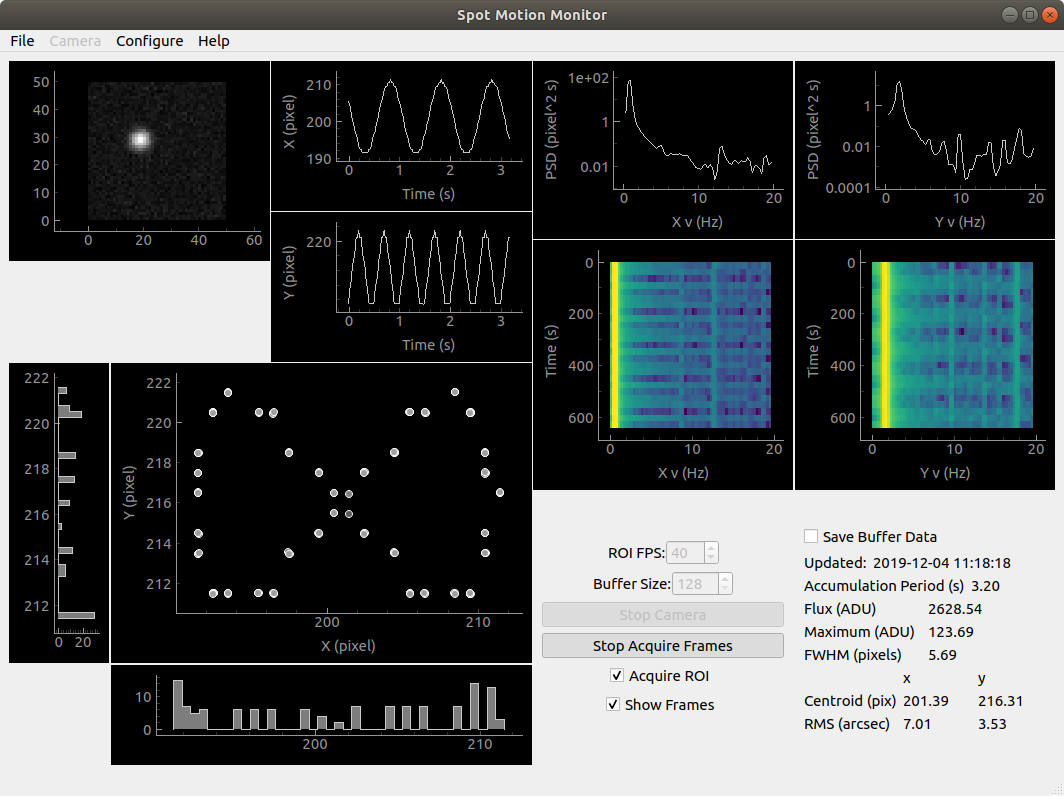 Spot Motion Monitor
File Camera Configure Help
50
40
30
20
10
0
0 20 40 60
X (pixel)
210
200
190
0 1 2 3
Time (s)
Y (pixel)
220
0 1 2 3
Time (s)
PSD (pixel^2 s)
1e+02
1
0.01
0 10 20
X ν (Hz)
PSD (pixel^2 s)
1
0.01
0.0001
0 10 20
Y ν (Hz)
Time (s)
0
200
400
600
0 10 20
X ν (Hz)
Time (s)
0
200
400
600
0 10 20
Y ν (Hz)
222
220
218
216
214
212
0 20
Y (pixel)
222
220
218
216
214
212
200 210
X (pixel)
10
0
200 210
ROI FPS: 40
Buffer Size: 128
Stop Camera
Stop Acquire Frames
Acquire ROI
Show Frames
Save Buffer Data
Updated: 2019-12-04 11:18:18
Accumulation Period (s) 3.20
Flux (ADU) 2628.54
Maximum (ADU) 123.69
FWHM (pixels) 5.69
x y
Centroid (pix) 201.39 216.31
RMS (arcsec) 7.01 3.53